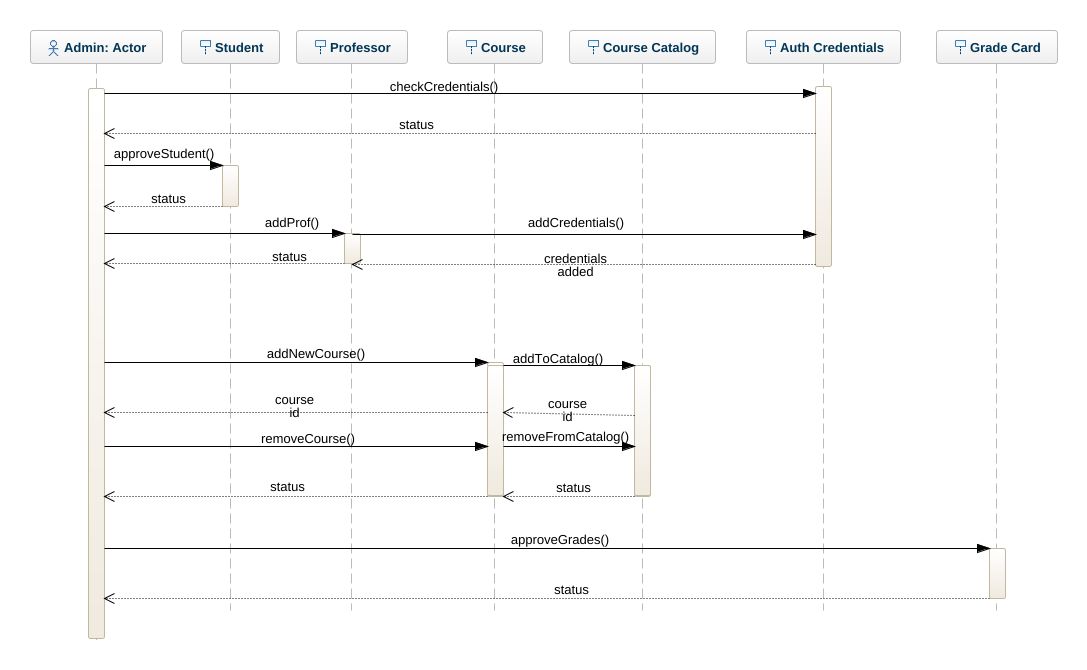 Admin: Actor
Student
Professor
Course
Course Catalog
Auth Credentials
Grade Card
checkCredentials()
status
approveStudent()
status
addProf()
addCredentials()
status
credentials
added
addNewCourse()
addToCatalog()
course
id
course
id
removeCourse()
removeFromCatalog()
status
status
approveGrades()
status